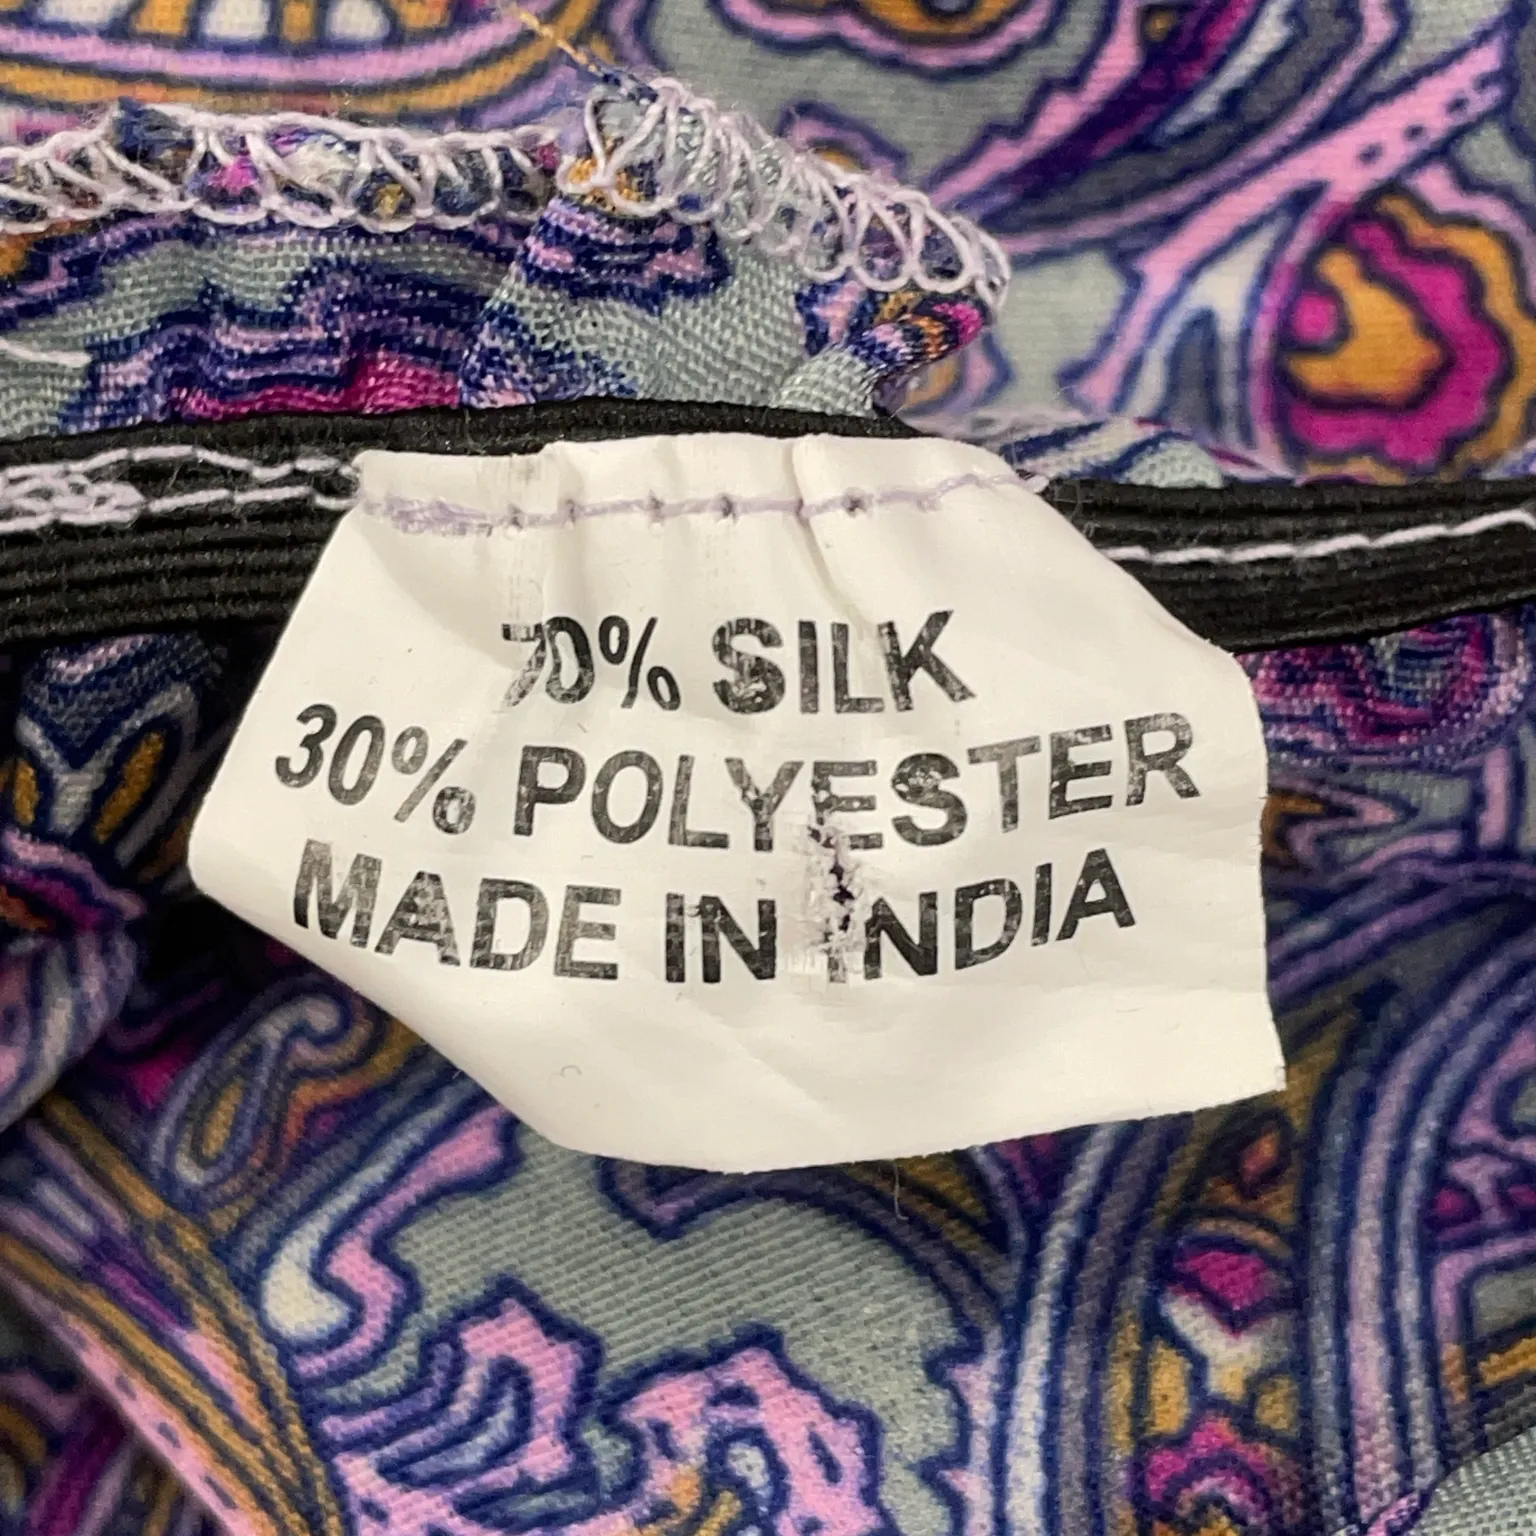 70% SILK
30% POLYESTER
MADE IN INDIA